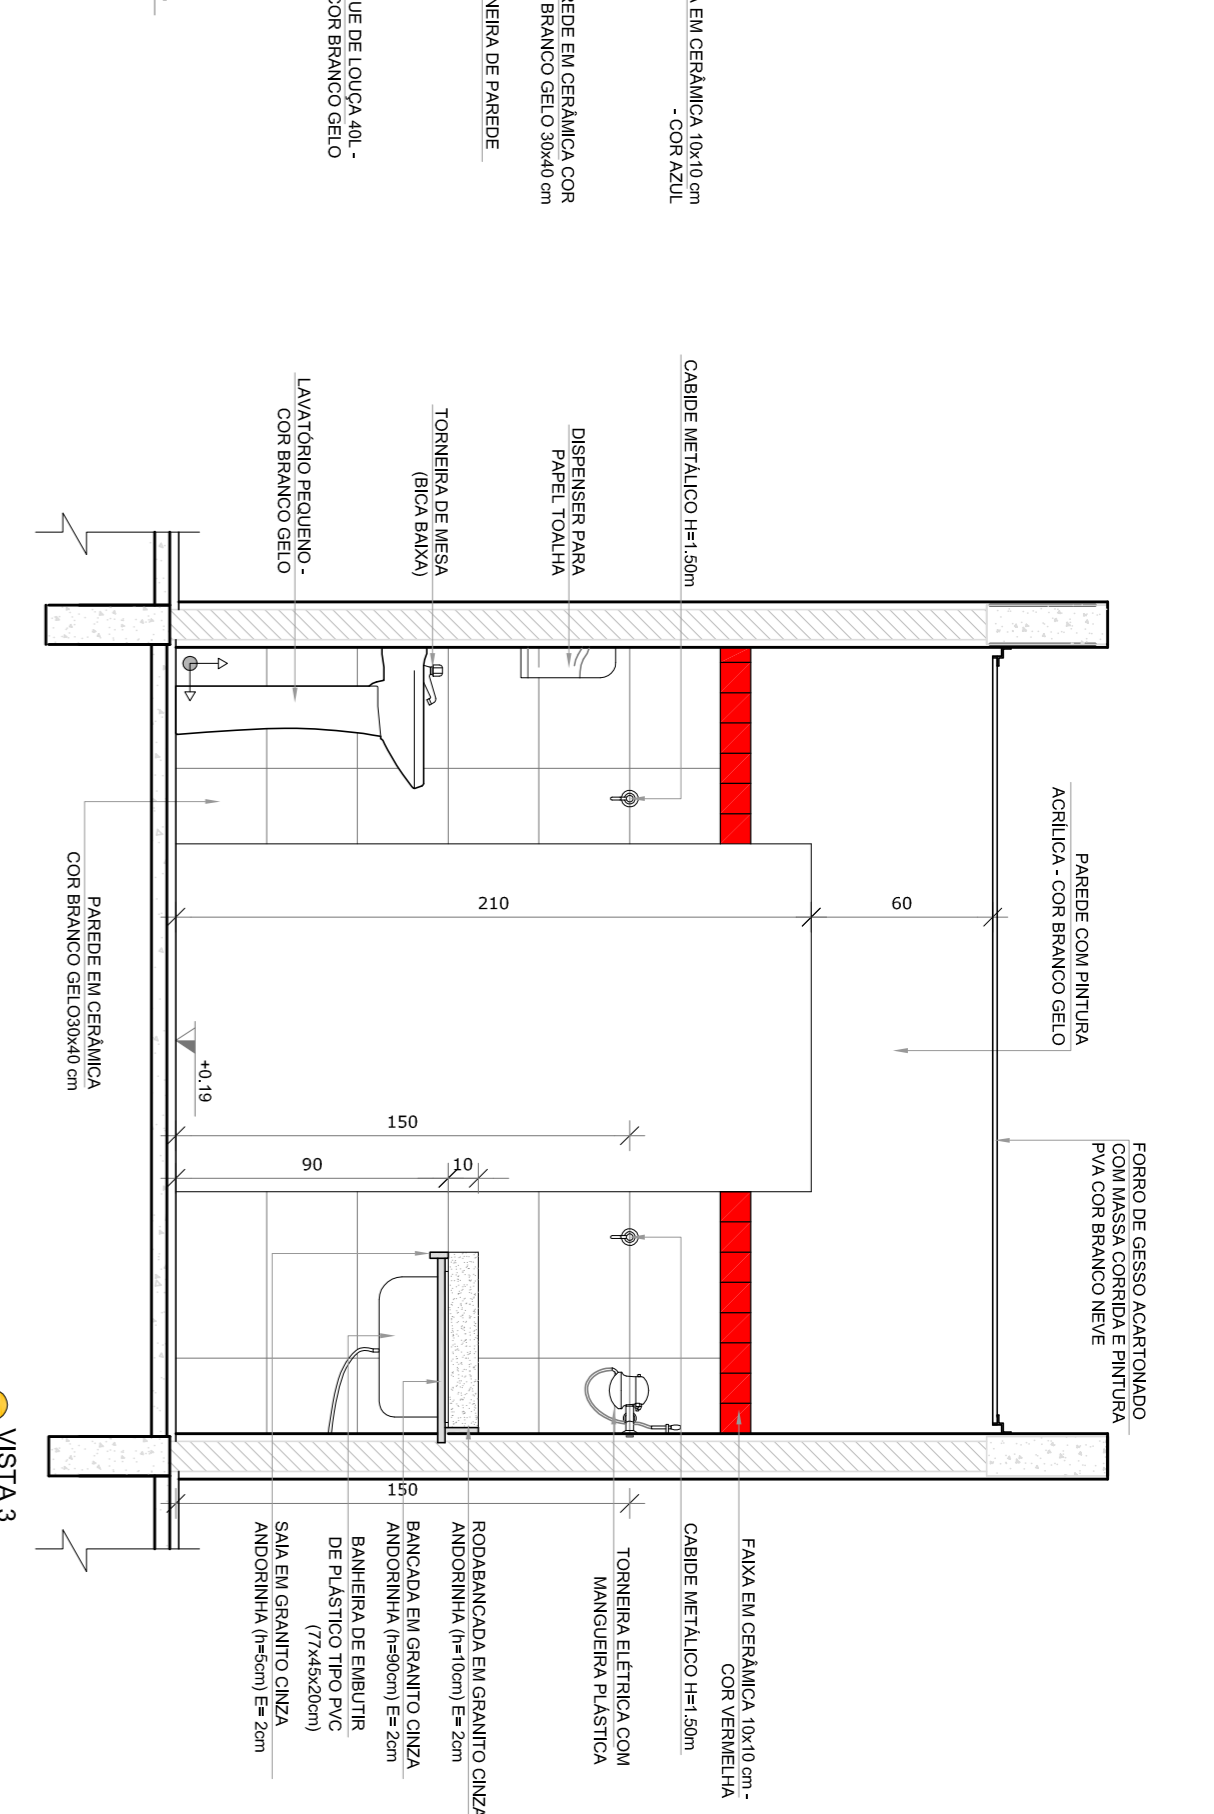 UE DE LOUÇA 40L -
COR BRANCO GELO
NEIRA DE PAREDE
REDE EM CERÂMICA COR
BRANCO GELO 30x40 cm
A EM CERÂMICA 10x10 cm
- COR AZUL
CABIDE METÁLICO H=1.50m
DISPENSER PARA
PAPEL TOALHA
TORNEIRA DE MESA
(BICA BAIXA)
LAVATÓRIO PEQUENO -
COR BRANCO GELO
PAREDE COM PINTURA
ACRÍLICA - COR BRANCO GELO
FORRO DE GESSO ACARTONADO
COM MASSA CORRIDA E PINTURA
PVA COR BRANCO NEVE
PAREDE EM CERÂMICA
COR BRANCO GELO30x40 cm
210
60
+0.19
150
90
10
150
FAIXA EM CERÂMICA 10x10 cm -
COR VERMELHA
CABIDE METÁLICO H=1.50m
TORNEIRA ELÉTRICA COM
MANGUEIRA PLÁSTICA
RODABANCADA EM GRANITO CINZA
ANDORINHA (h=10cm) E= 2cm
BANCADA EM GRANITO CINZA
ANDORINHA (h=90cm) E= 2cm
BANHEIRA DE EMBUTIR
DE PLÁSTICO TIPO PVC
(77x45x20cm)
SAIA EM GRANITO CINZA
ANDORINHA (h=5cm) E= 2cm
VISTA 3